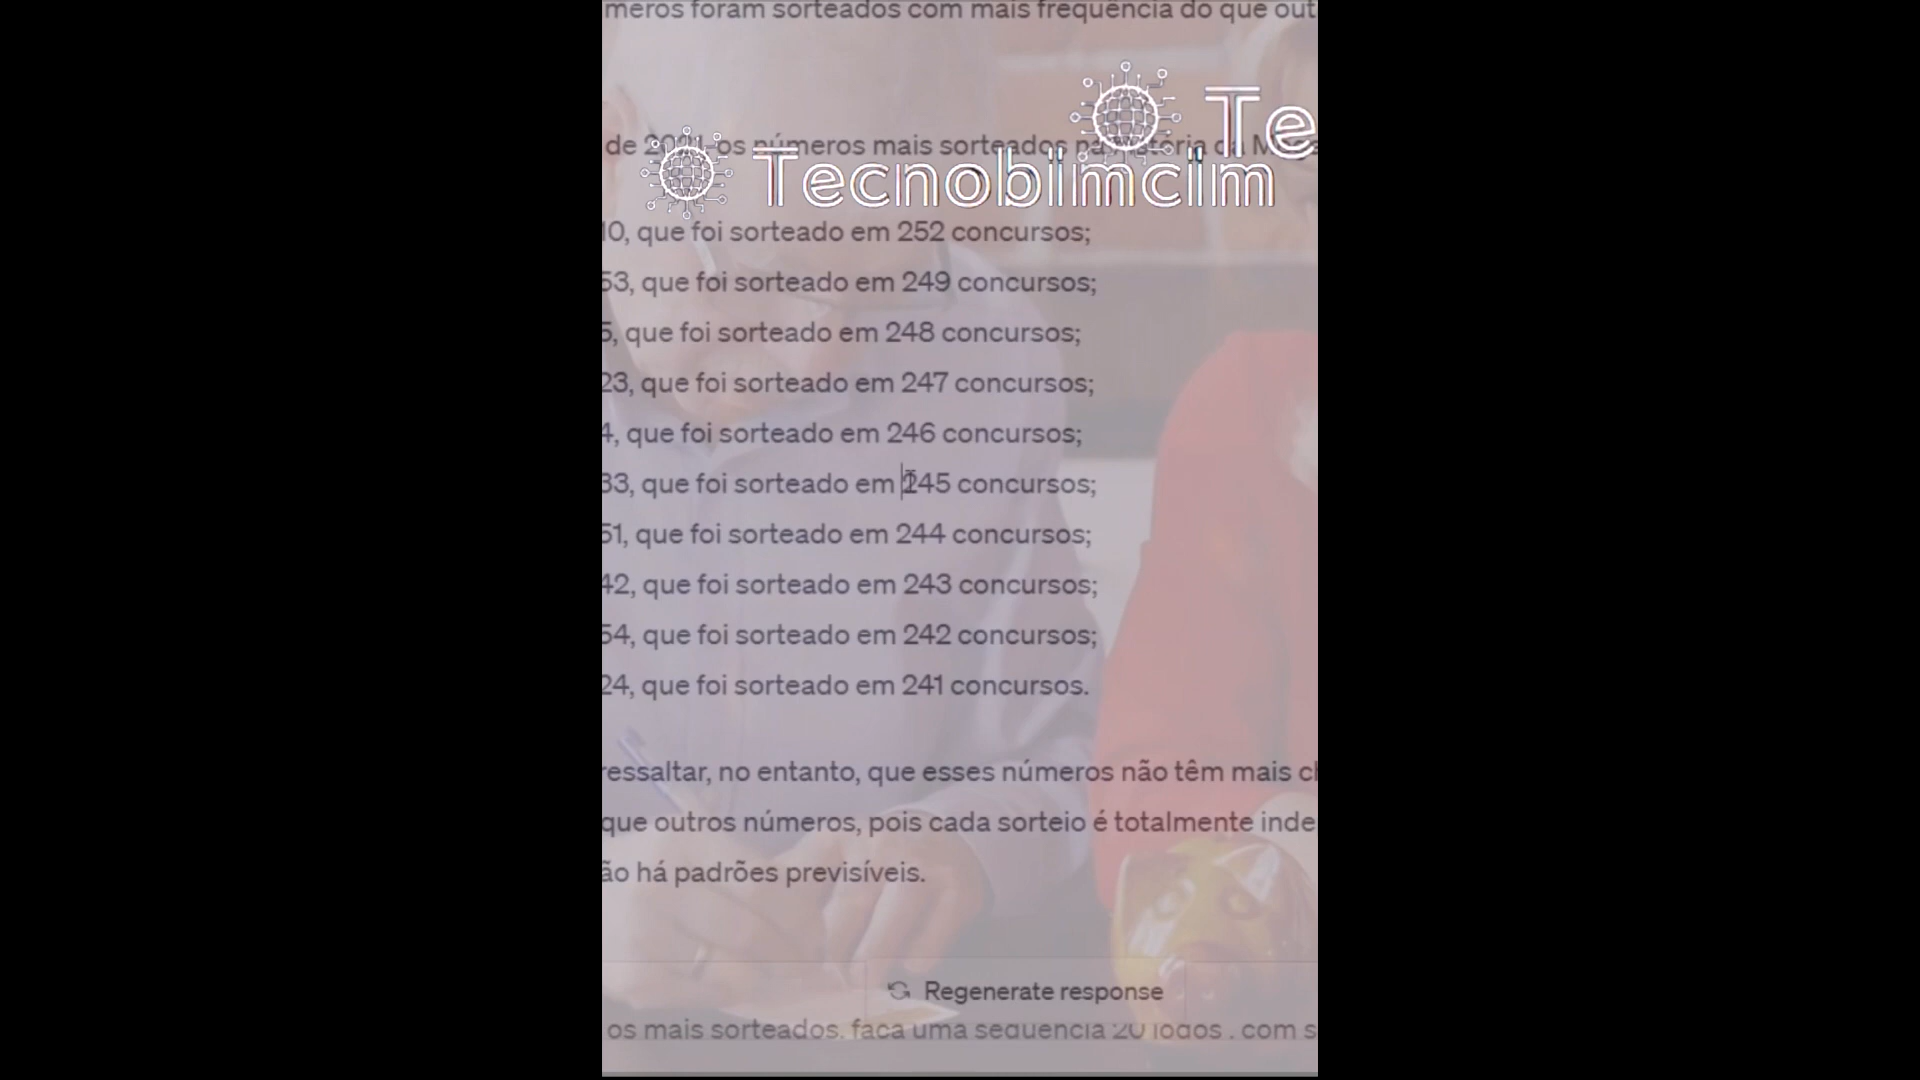 meros foram sorteados com mais frequência do que out
Te
de 2021, os números mais sorteados na história da M
Tecnobiimciim
10, que foi sorteado em 252 concursos;
53, que foi sorteado em 249 concursos;
5, que foi sorteado em 248 concursos;
23, que foi sorteado em 247 concursos;
4, que foi sorteado em 246 concursos;
33, que foi sorteado em 245 concursos;
51, que foi sorteado em 244 concursos;
42, que foi sorteado em 243 concursos;
54, que foi sorteado em 242 concursos;
24, que foi sorteado em 241 concursos.
ressaltar, no entanto, que esses números não têm mais ch
que outros números, pois cada sorteio é totalmente inde
ão há padrões previsíveis.
Regenerate response
os mais sorteados, faça uma sequencia 20 jogos , com s